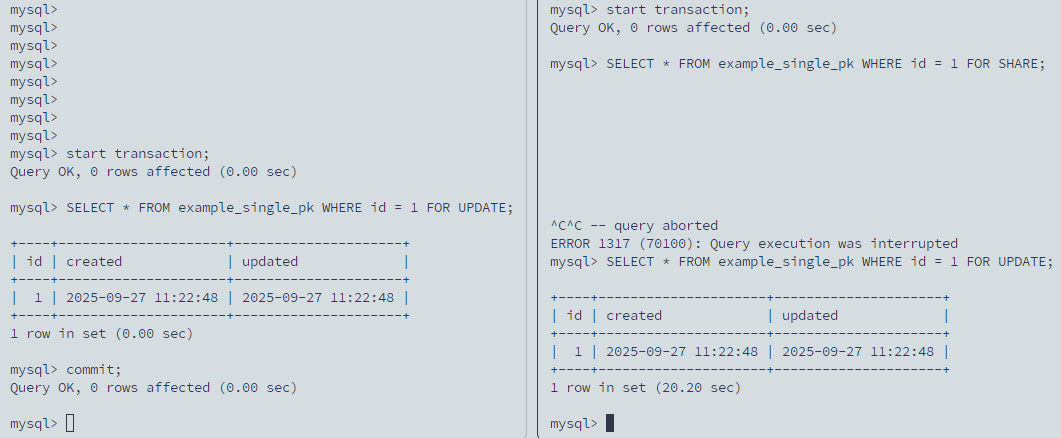 mysql>
mysql>
mysql>
mysql>
mysql>
mysql>
mysql>
mysql>
mysql> start transaction;
Query OK, 0 rows affected (0.00 sec)
mysql> SELECT * FROM example_single_pk WHERE id = 1 FOR UPDATE;
+----+---------------------+---------------------+
| id | created             | updated             |
+----+---------------------+---------------------+
|  1 | 2025-09-27 11:22:48 | 2025-09-27 11:22:48 |
+----+---------------------+---------------------+
1 row in set (0.00 sec)
mysql> commit;
Query OK, 0 rows affected (0.00 sec)
mysql>
mysql> start transaction;
Query OK, 0 rows affected (0.00 sec)
mysql> SELECT * FROM example_single_pk WHERE id = 1 FOR SHARE;
^C^C -- query aborted
ERROR 1317 (70100): Query execution was interrupted
mysql> SELECT * FROM example_single_pk WHERE id = 1 FOR UPDATE;
+----+---------------------+---------------------+
| id | created             | updated             |
+----+---------------------+---------------------+
|  1 | 2025-09-27 11:22:48 | 2025-09-27 11:22:48 |
+----+---------------------+---------------------+
1 row in set (20.20 sec)
mysql>